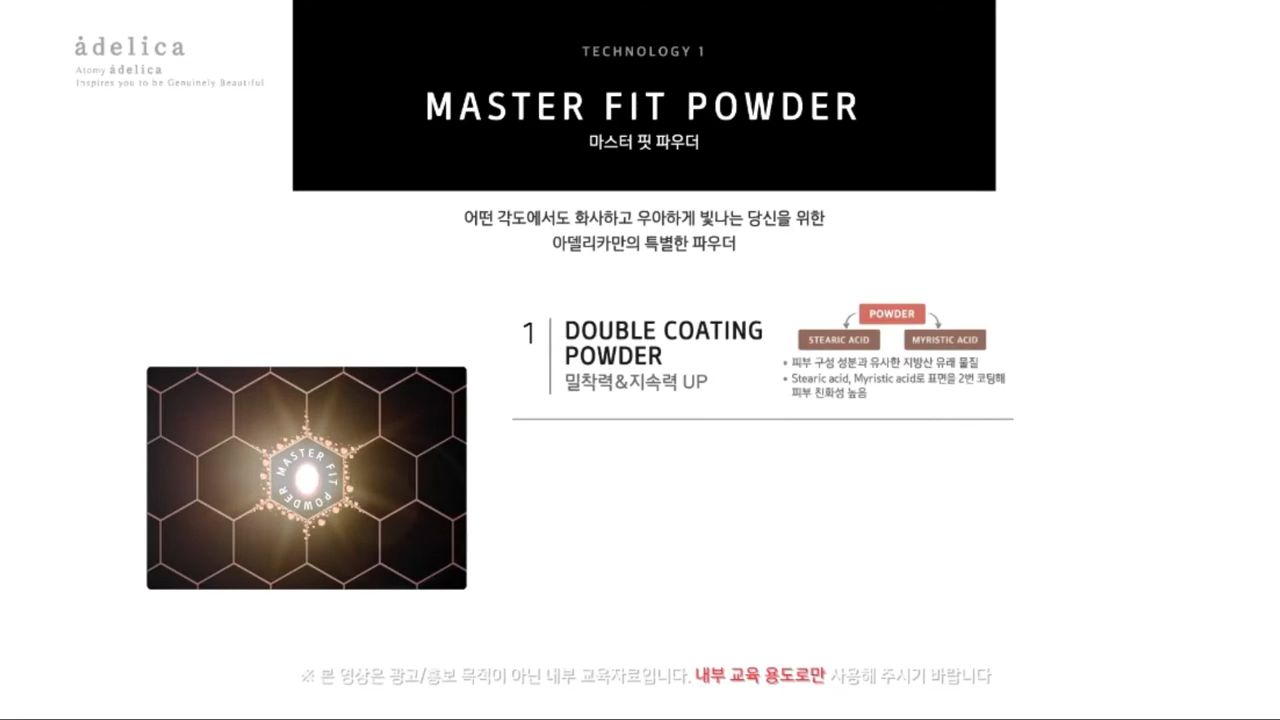 ȧdelica
Atomy ȧdelica
Inspires you to be Genuinely Beautiful
TECHNOLOGY 1
MASTER FIT POWDER
마스터 핏 파우더
어떤 각도에서도 화사하고 우아하게 빛나는 당신을 위한
아델리카만의 특별한 파우더
1
DOUBLE COATING
POWDER
밀착력&지속력 UP
POWDER
STEARIC ACID
MYRISTIC ACID
• 피부 구성 성분과 유사한 지방산 유래 물질
• Stearic acid, Myristic acid로 표면을 2번 코팅해
피부 친화성 높음
MASTER FIT POWDER
※ 본 영상은 광고/홍보 목적이 아닌 내부 교육자료입니다. 내부 교육 용도로만 사용해 주시기 바랍니다